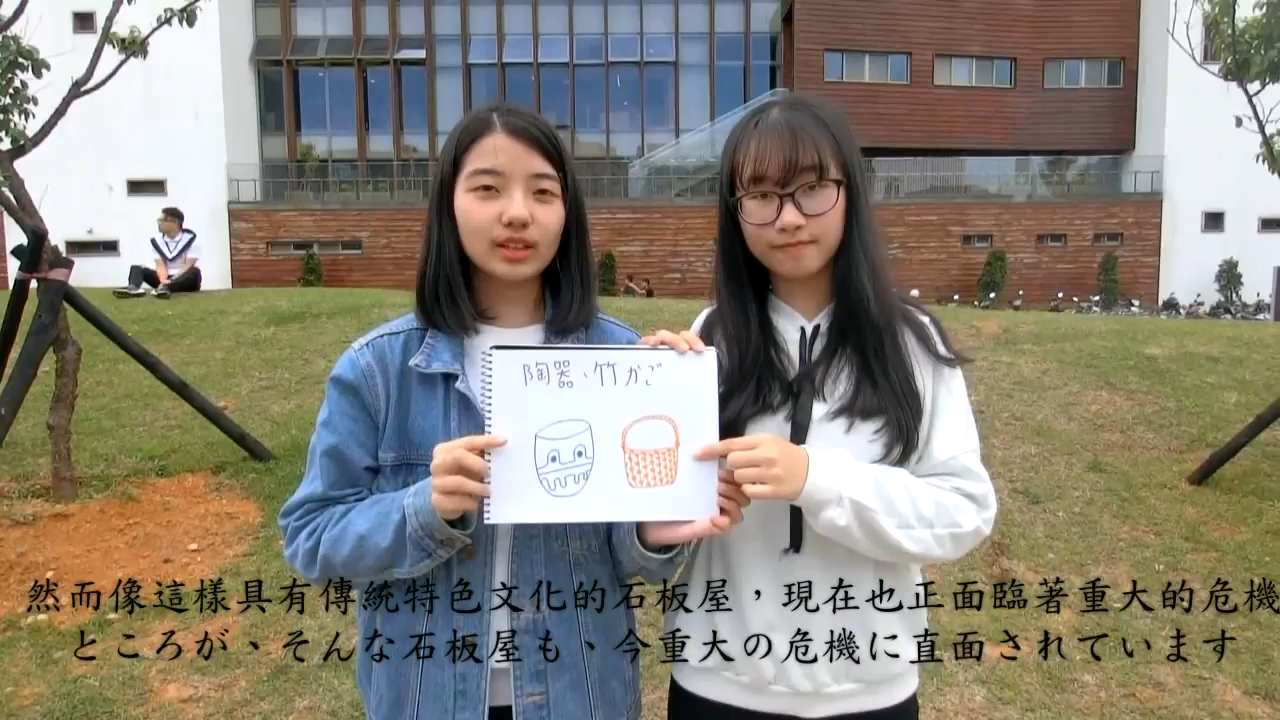 陶器、竹かご
然而像這樣具有傳統特色文化的石板屋，現在也正面臨著重大的危機
ところが、そんな石板屋も、今重大の危機に直面されています